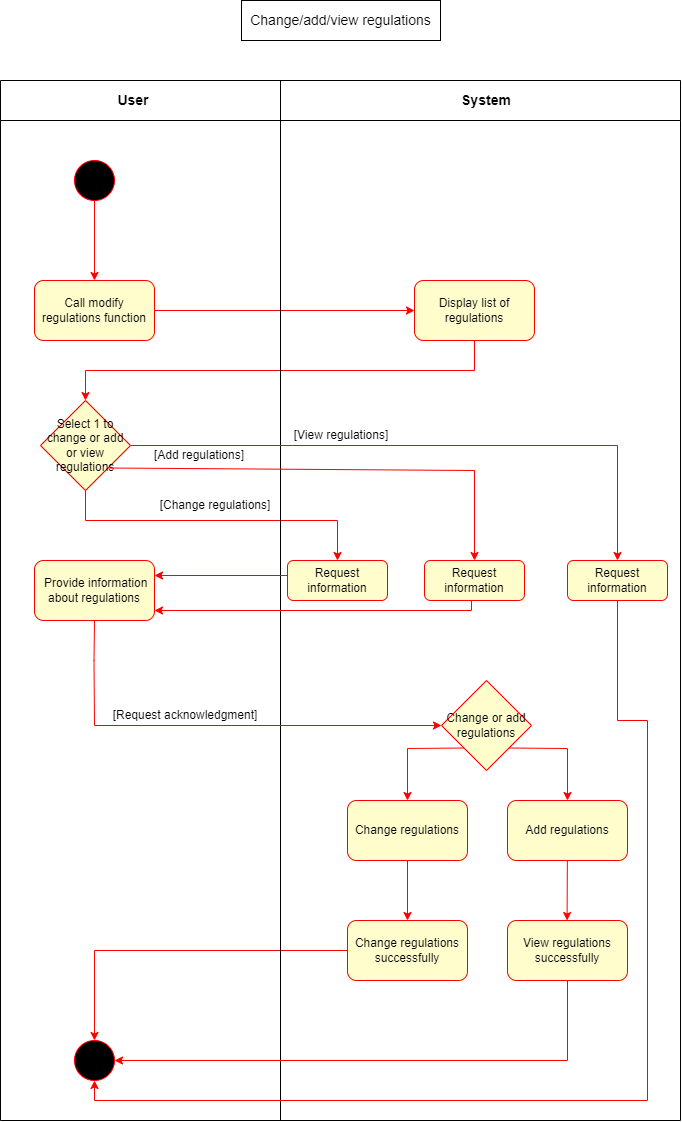 Change/add/view regulations
User
System
Call modify
regulations function
Display list of
regulations
Select 1 to
change or add
or view
regulations
[View regulations]
[Add regulations]
[Change regulations]
Provide information
about regulations
Request
information
Request
information
Request
information
[Request acknowledgment]
Change or add
regulations
Change regulations
Add regulations
Change regulations
successfully
View regulations
successfully